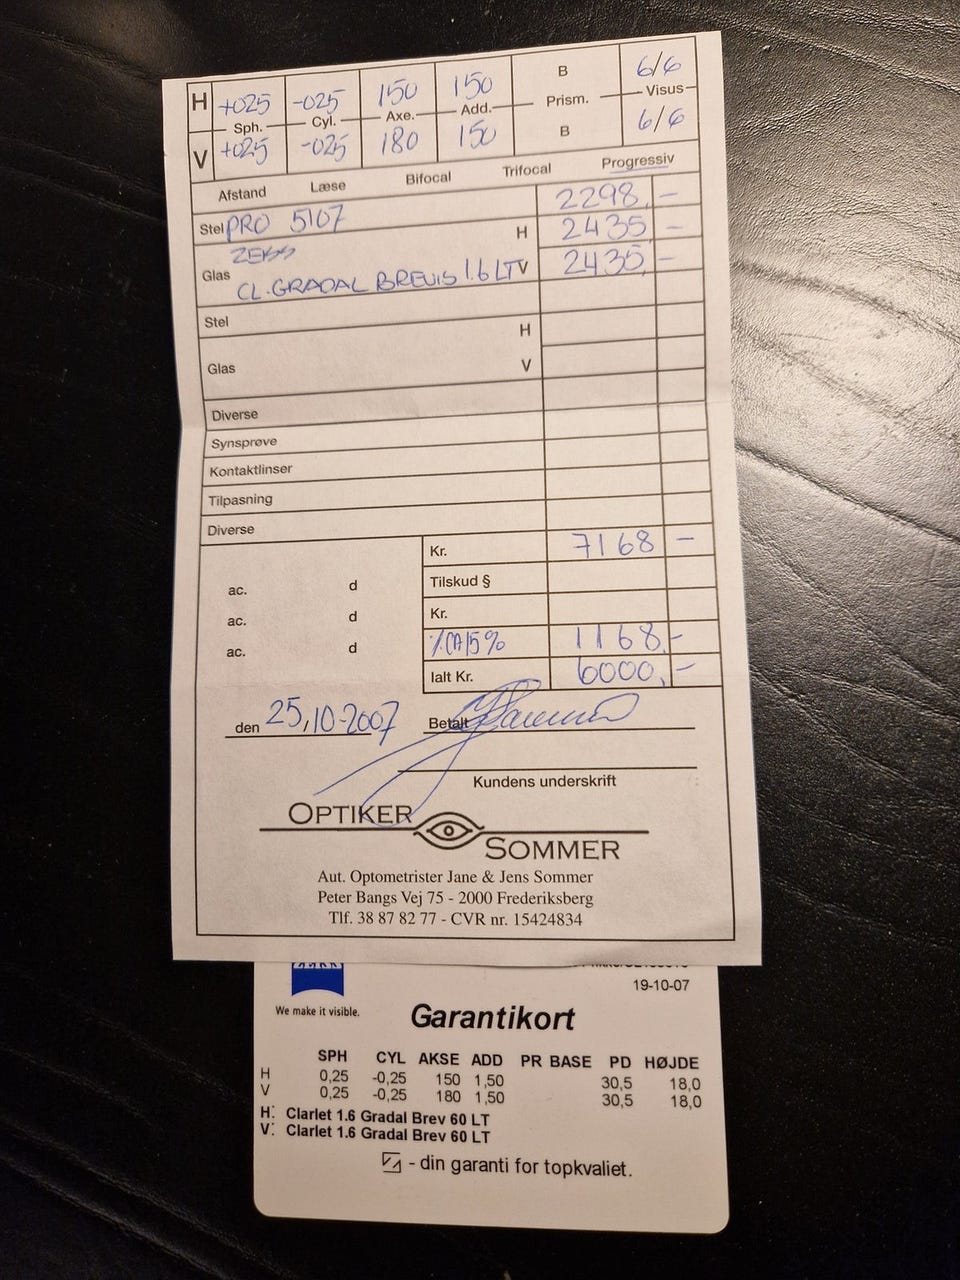 H +025 -025 150 150 B 6/6
Sph. Cyl. Axe. Add. Prism. Visus
V +025 -025 180 150 B 6/6
Afstand Læse Bifocal Trifocal Progressiv
Stel PRO 5107 2298,-
ZEISS H 2435,-
Glas CL. GRADAL BREVIS 1.6 LT V 2435,-
Stel
H
Glas V
Diverse
Synsprøve
Kontaktlinser
Tilpasning
Diverse
Kr. 7168 -
ac. d Tilskud §
ac. d Kr.
ac. d 15% 1168,-
Ialt Kr. 6000,-
den 25,10-2007 Betalt
Kundens underskrift
OPTIKER
SOMMER
Aut. Optometrister Jane & Jens Sommer
Peter Bangs Vej 75 - 2000 Frederiksberg
Tlf. 38 87 82 77 - CVR nr. 15424834
19-10-07
We make it visible.
Garantikort
SPH CYL AKSE ADD PR BASE PD HØJDE
H 0,25 -0,25 150 1,50 30,5 18,0
V 0,25 -0,25 180 1,50 30,5 18,0
H: Clarlet 1.6 Gradal Brev 60 LT
V: Clarlet 1.6 Gradal Brev 60 LT
- din garanti for topkvaliet.